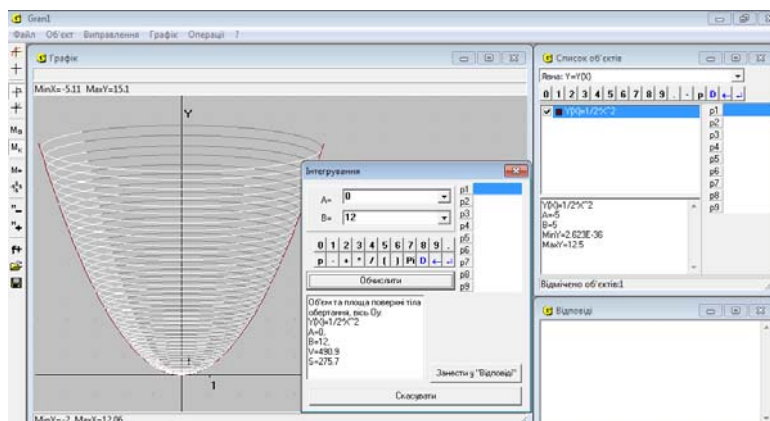 Gran1
Файл Об'єкт Виправлення Графік Операції ?
Графік
MinX= -5.11 MaxY=15.1
Y
1
1
MinY= -2 MaxY=12.06
Інтегрування
A= 0
B= 12
0 1 2 3 4 5 6 7 8 9 .
p - + * / ( ) Pi D
Обчислити
p1
p2
p3
p4
p5
p6
p7
p8
p9
Об'єм та площа поверхні тіла
обертання, вісь Oy.
Y(X)=1/2*X^2
A=0,
B=12,
V=490.9
S=275.7
Занести у "Відповіді"
Скасувати
Список об'єктів
Явна: Y=Y(X)
0 1 2 3 4 5 6 7 8 9 . - p D
Y(X)=1/2*X^2
p1
p2
p3
p4
p5
p6
p7
p8
p9
Y(X)=1/2*X^2
A=-5
B=5
MinY=2.623E-36
MaxY=12.5
Відмічено об'єктів:1
Відповіді